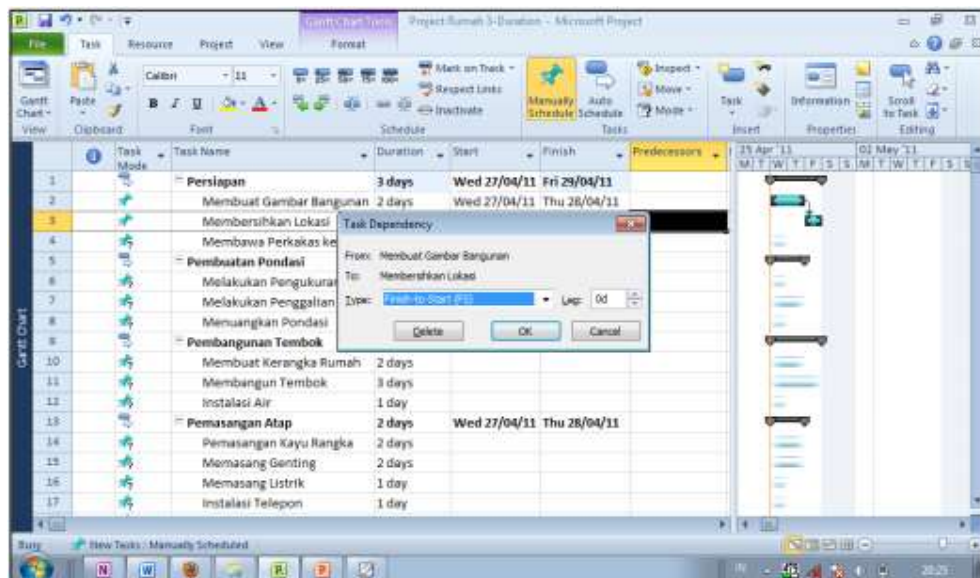 Gantt Chart Tools Project Rumah 3-Duration - Microsoft Project
File Task Resource Project View Format
Calibri 11 Mark on Track Inspect
Respect Links Move
Gantt Chart Paste B I U Inactivate Manually Schedule Auto Schedule Mode Task Information Scroll to Task
View Clipboard Font Schedule Tasks Insert Properties Editing
Task Mode Task Name Duration Start Finish Predecessors 25 Apr '11 02 May '11
M T W T F S S M T W T F S S
1 Persiapan 3 days Wed 27/04/11 Fri 29/04/11
2 Membuat Gambar Bangunan 2 days Wed 27/04/11 Thu 28/04/11
3 Membersihkan Lokasi
4 Membawa Perkakas ke
5 Pembuatan Pondasi
6 Melakukan Pengukuran
7 Melakukan Penggalian
8 Menuangkan Pondasi
9 Pembangunan Tembok
10 Membuat Kerangka Rumah 2 days
11 Membangun Tembok 3 days
12 Instalasi Air 1 day
13 Pemasangan Atap 2 days Wed 27/04/11 Thu 28/04/11
14 Pemasangan Kayu Rangka 2 days
15 Memasang Genting 2 days
16 Memasang Listrik 1 day
17 Instalasi Telepon 1 day
Gantt Chart
Task Dependency
From: Membuat Gambar Bangunan
To: Membersihkan Lokasi
Type: Finish-to-Start (FS) Lag: 0d
Delete OK Cancel
Busy New Tasks : Manually Scheduled
IN 20:25